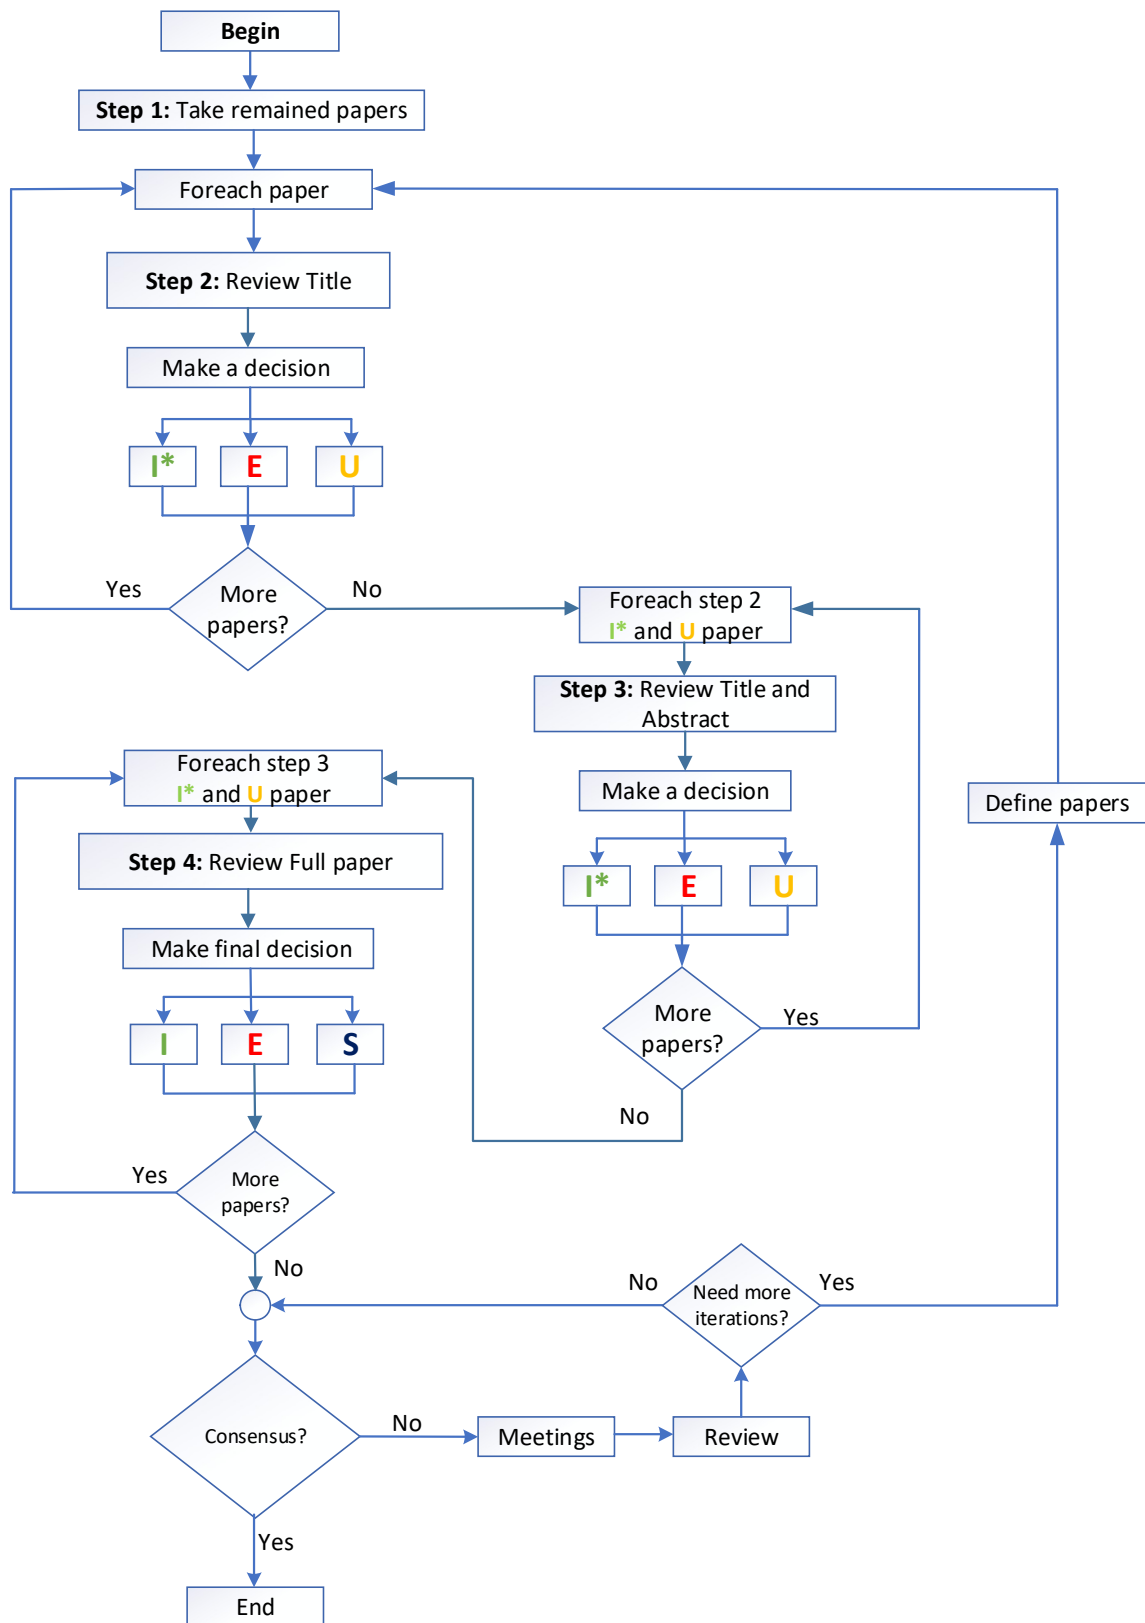 Begin
Step 1: Take remained papers
Foreach paper
Step 2: Review Title
Make a decision
I*
E
U
More
papers?
Yes
No
Foreach step 2
I* and U paper
Step 3: Review Title and
Abstract
Make a decision
I*
E
U
More
papers?
Yes
No
Foreach step 3
I* and U paper
Step 4: Review Full paper
Make final decision
I
E
S
More
papers?
Yes
No
Consensus?
No
Meetings
Review
Need more
iterations?
No
Yes
Define papers
Yes
End